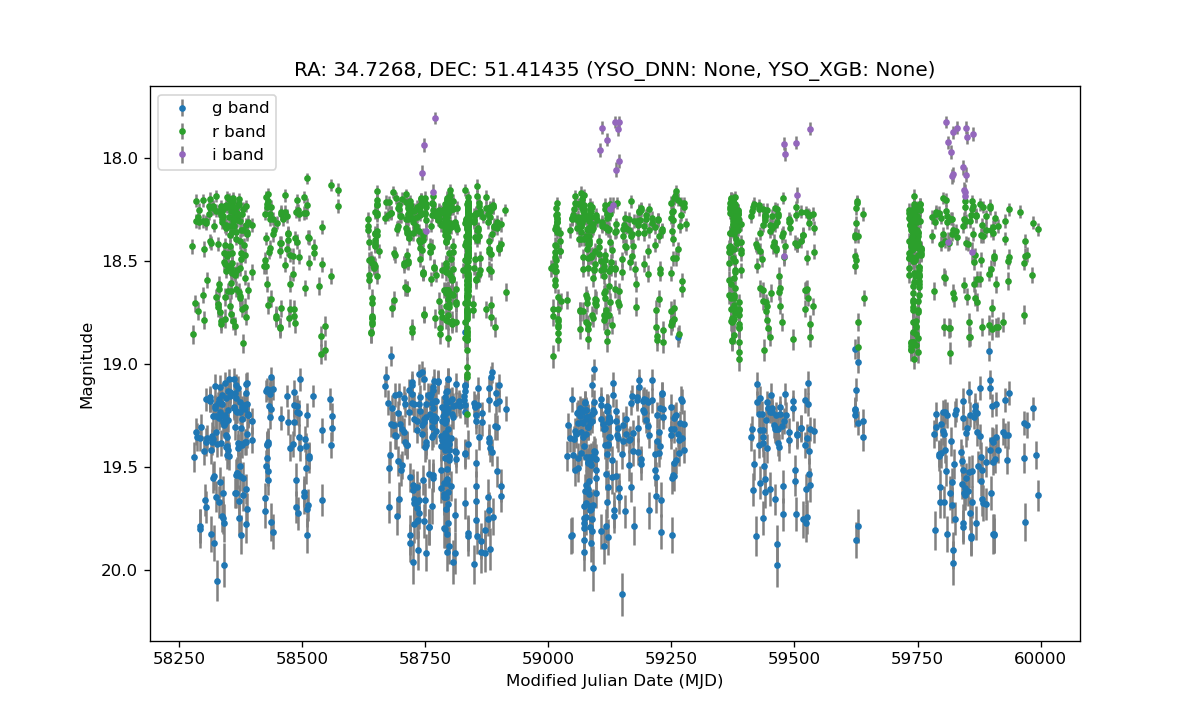 RA: 34.7268, DEC: 51.41435 (YSO_DNN: None, YSO_XGB: None)
g band
r band
i band
18.0
18.5
19.0
19.5
20.0
Magnitude
58250 58500 58750 59000 59250 59500 59750 60000
Modified Julian Date (MJD)